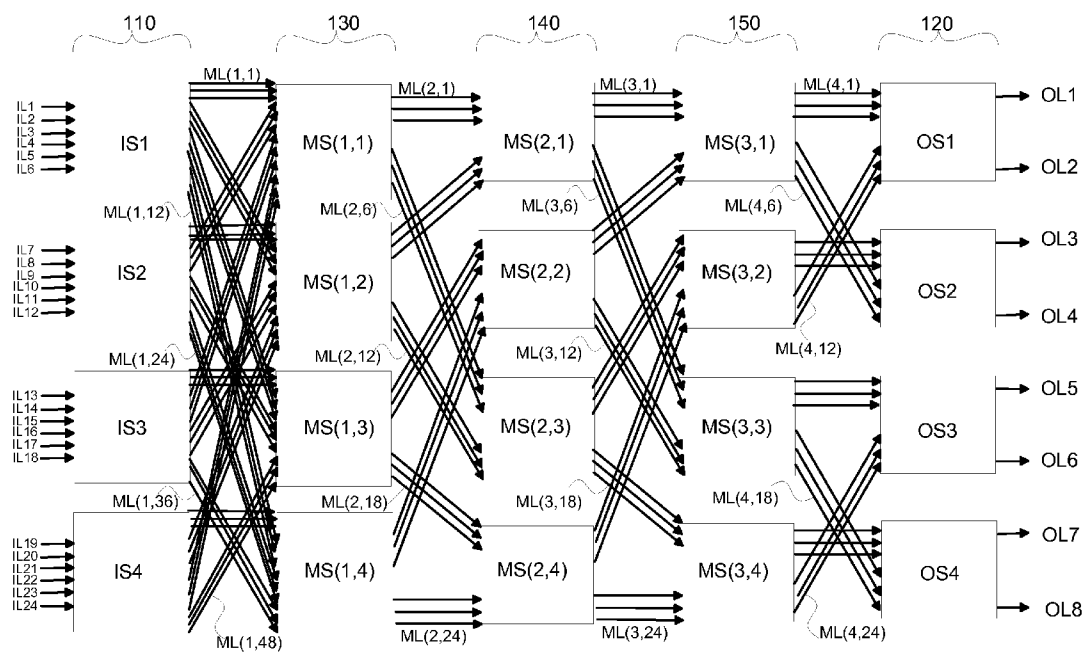 110 130 140 150 120
ML(1,1) ML(2,1) ML(3,1) ML(4,1)
IL1
IL2
IL3
IL4
IL5
IL6
IS1 MS(1,1) MS(2,1) MS(3,1) OS1
OL1
OL2
ML(1,12) ML(2,6) ML(3,6) ML(4,6)
IL7
IL8
IL9
IL10
IL11
IL12
IS2 MS(1,2) MS(2,2) MS(3,2) OS2
OL3
OL4
ML(1,24) ML(2,12) ML(3,12) ML(4,12)
IL13
IL14
IL15
IL16
IL17
IL18
IS3 MS(1,3) MS(2,3) MS(3,3) OS3
OL5
OL6
ML(1,36) ML(2,18) ML(3,18) ML(4,18)
IL19
IL20
IL21
IL22
IL23
IL24
IS4 MS(1,4) MS(2,4) MS(3,4) OS4
OL7
OL8
ML(1,48) ML(2,24) ML(3,24) ML(4,24)